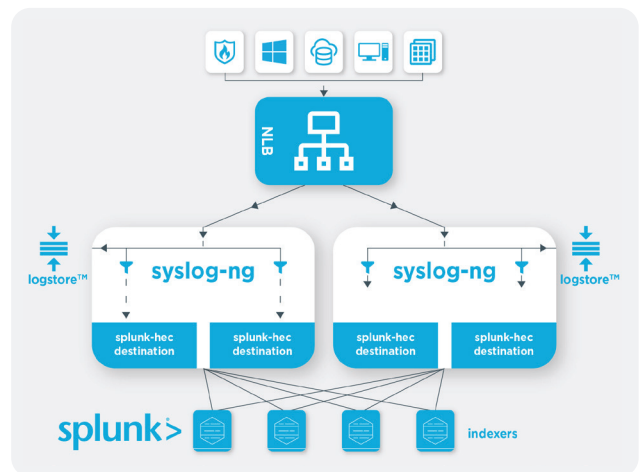 NLB
logstore™
syslog-ng
splunk-hec
destination
splunk-hec
destination
syslog-ng
splunk-hec
destination
splunk-hec
destination
logstore™
splunk>
indexers